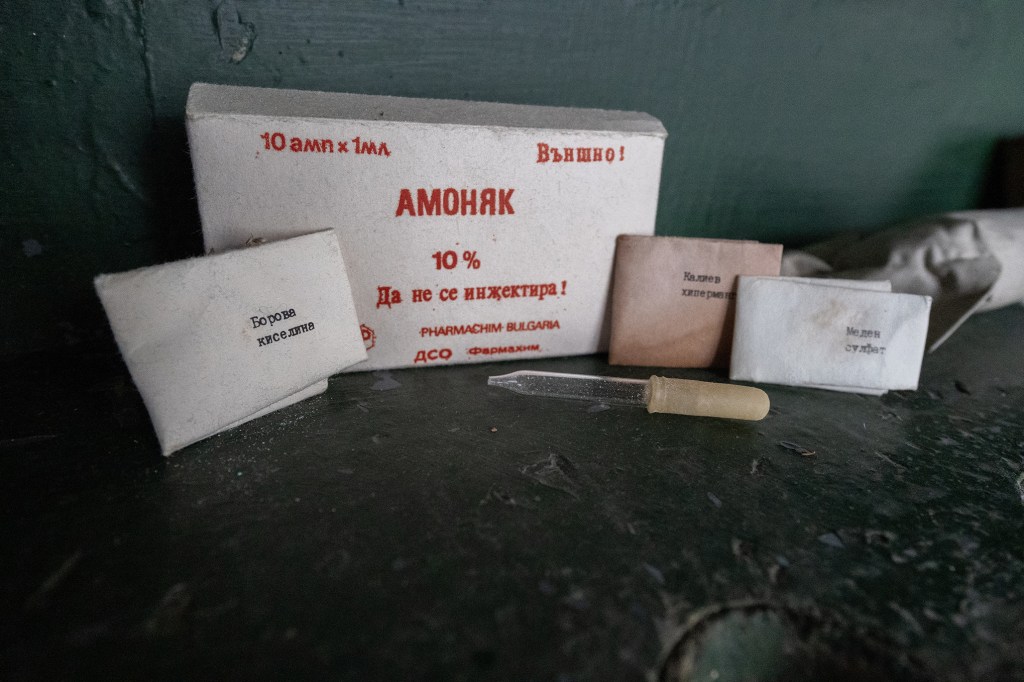 10 амп x 1мл
Външно!
АМОНЯК
10 %
Да не се инжектира!
PHARMACHIM-BULGARIA
ДСО Фармахим
Борова
киселина
Калиев
Меден
сулфат